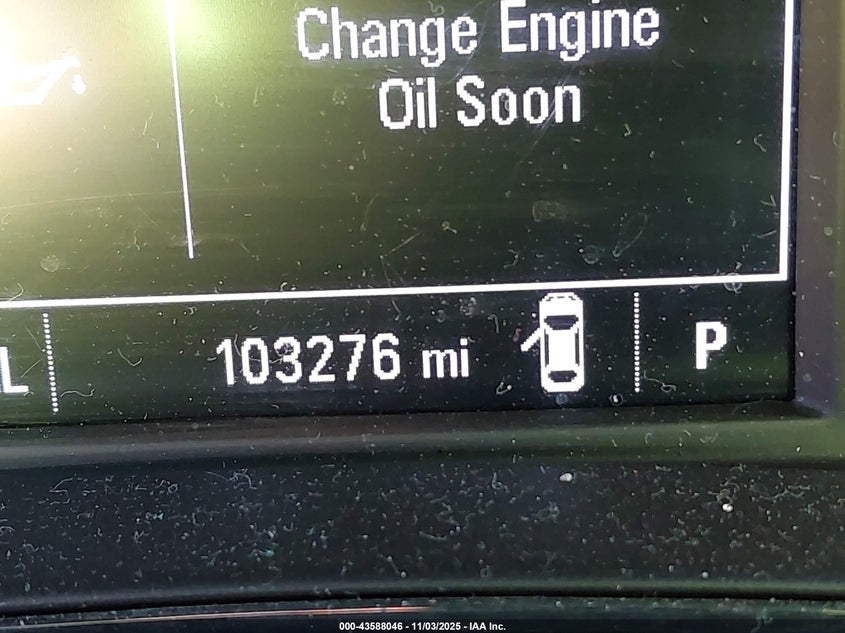 Change Engine
Oil Soon
L
103276 mi
P
000-43588046 - 11/03/2025 - IAA Inc.